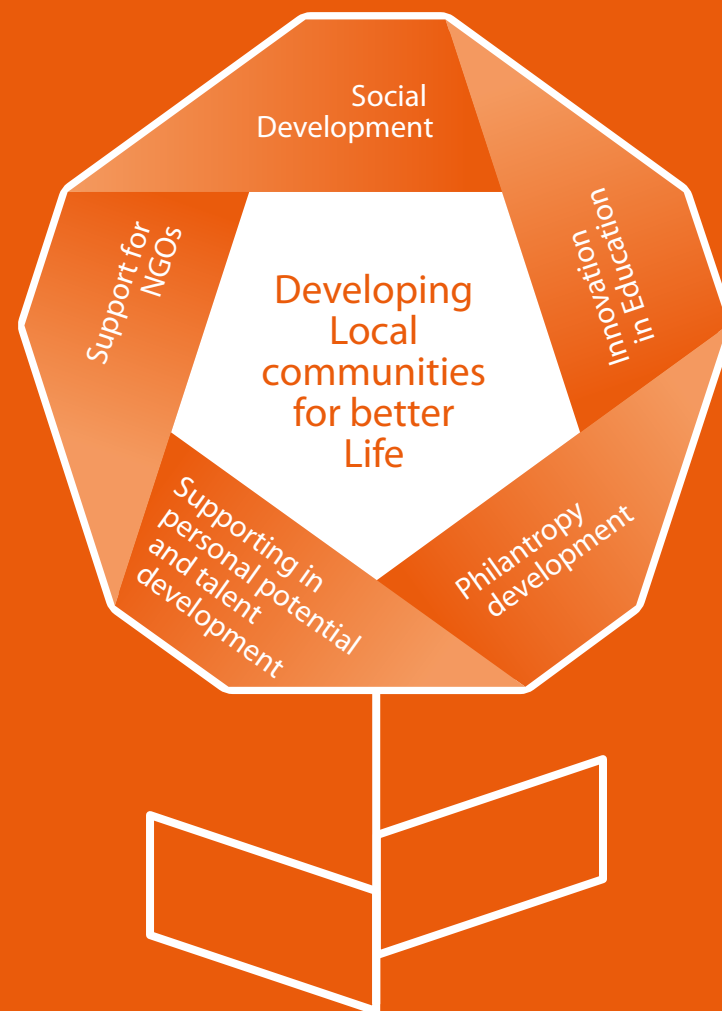 Social
Development
Innovation
in Education
Support for
NGOs
Developing
Local
communities
for better
Life
Supporting in
personal potential
and talent
development
Philantropy
development